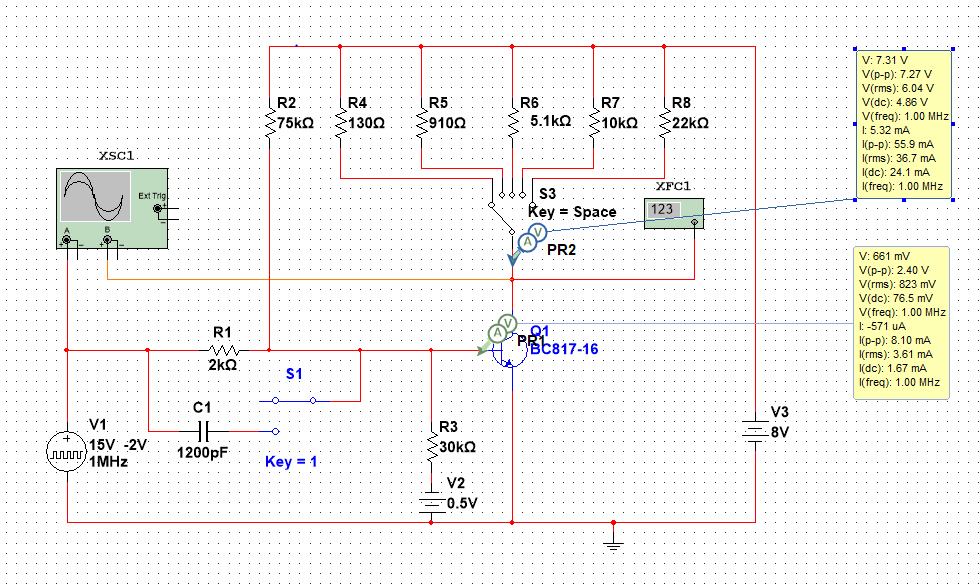 R2
75kΩ
R4
130Ω
R5
910Ω
R6
5.1kΩ
R7
10kΩ
R8
22kΩ
V: 7.31 V
V(p-p): 7.27 V
V(rms): 6.04 V
V(dc): 4.86 V
V(freq): 1.00 MHz
I: 5.32 mA
I(p-p): 55.9 mA
I(rms): 36.7 mA
I(dc): 24.1 mA
I(freq): 1.00 MHz
XSC1
Ext Trig
+
A
B
+
+
S3
Key = Space
XFC1
123
V
A
PR2
V: 661 mV
V(p-p): 2.40 V
V(rms): 823 mV
V(dc): 76.5 mV
V(freq): 1.00 MHz
I: -571 uA
I(p-p): 8.10 mA
I(rms): 3.61 mA
I(dc): 1.67 mA
I(freq): 1.00 MHz
V
A
PR1
Q1
BC817-16
R1
2kΩ
S1
C1
1200pF
Key = 1
V1
15V -2V
1MHz
+
R3
30kΩ
V2
0.5V
V3
8V